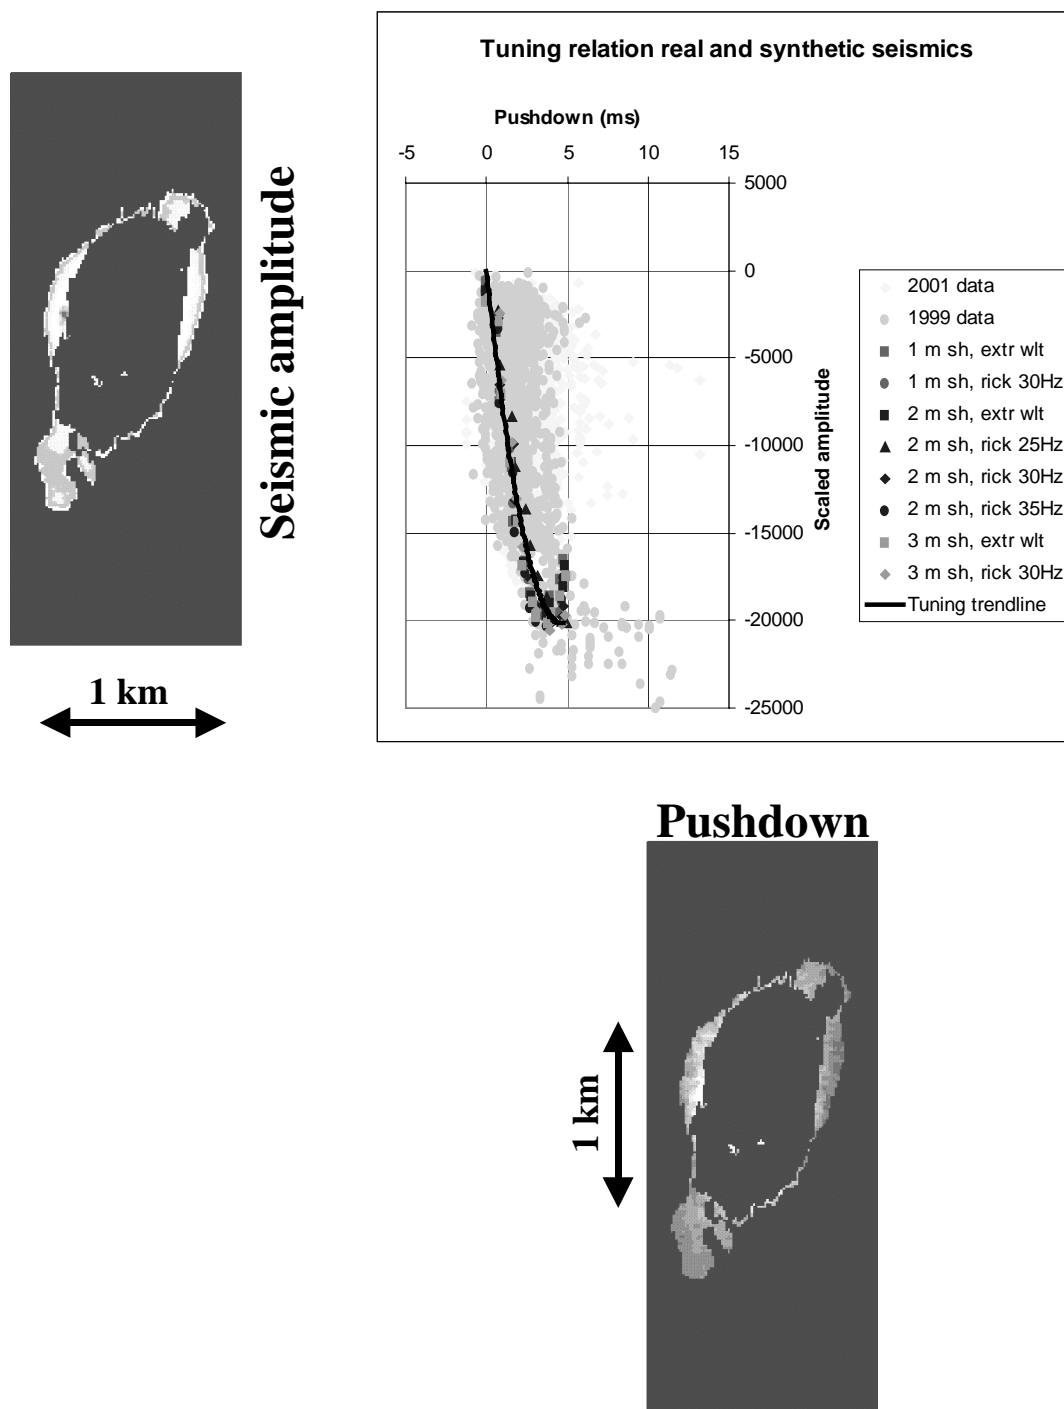 Tuning relation real and synthetic seismics
Pushdown (ms)
-5 0 5 10 15
5000
0
-5000
-10000
-15000
-20000
-25000
Scaled amplitude
2001 data
1999 data
1 m sh, extr wlt
1 m sh, rick 30Hz
2 m sh, extr wlt
2 m sh, rick 25Hz
2 m sh, rick 30Hz
2 m sh, rick 35Hz
3 m sh, extr wlt
3 m sh, rick 30Hz
Tuning trendline
Seismic amplitude
1 km
Pushdown
1 km